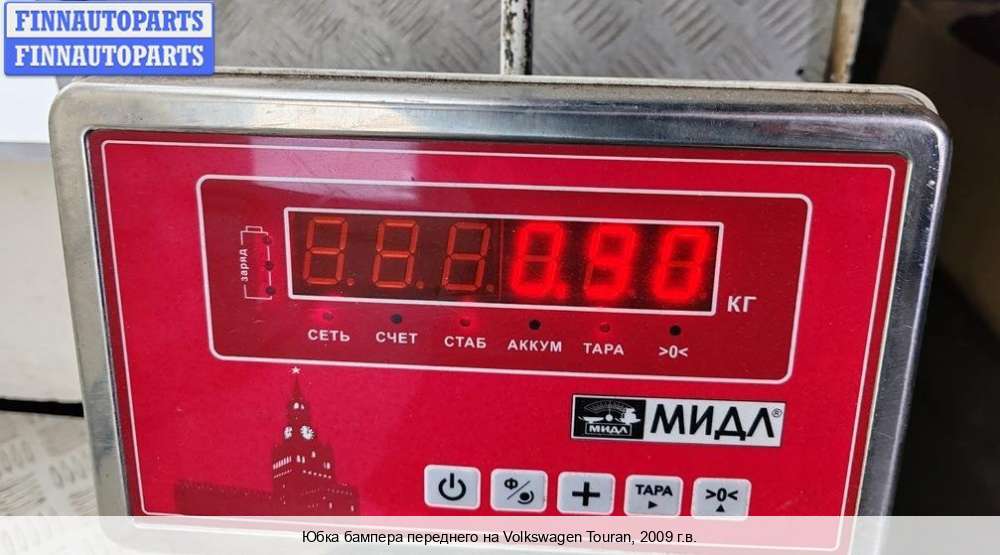 FINNAUTOPARTS
FINNAUTOPARTS
заряд
0.90
КГ
СЕТЬ СЧЕТ СТАБ АККУМ ТАРА >0<
МИДЛ МИДЛ®
Ф ТАРА >0<
Юбка бампера переднего на Volkswagen Touran, 2009 г.в.